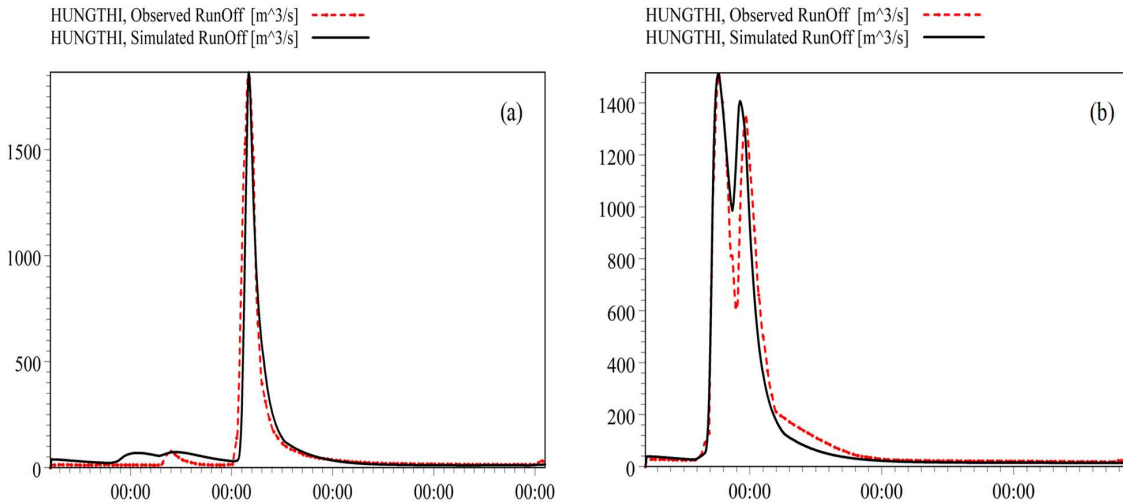 HUNGTHI, Observed RunOff [m^3/s]
HUNGTHI, Simulated RunOff [m^3/s]
(a)
1500
1000
500
0
00:00 00:00 00:00 00:00 00:00
HUNGTHI, Observed RunOff [m^3/s]
HUNGTHI, Simulated RunOff [m^3/s]
(b)
1400
1200
1000
800
600
400
200
0
00:00 00:00 00:00